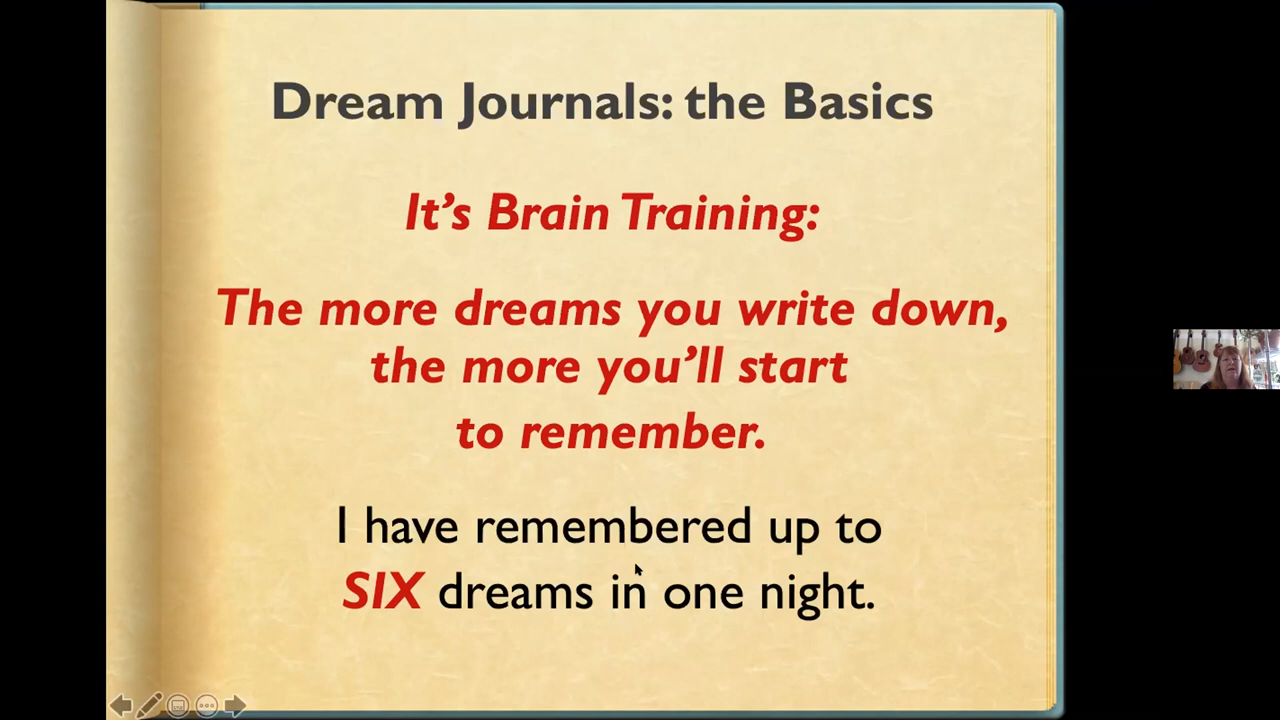 Dream Journals: the Basics
It's Brain Training:
The more dreams you write down,
the more you'll start
to remember.
I have remembered up to
SIX dreams in one night.